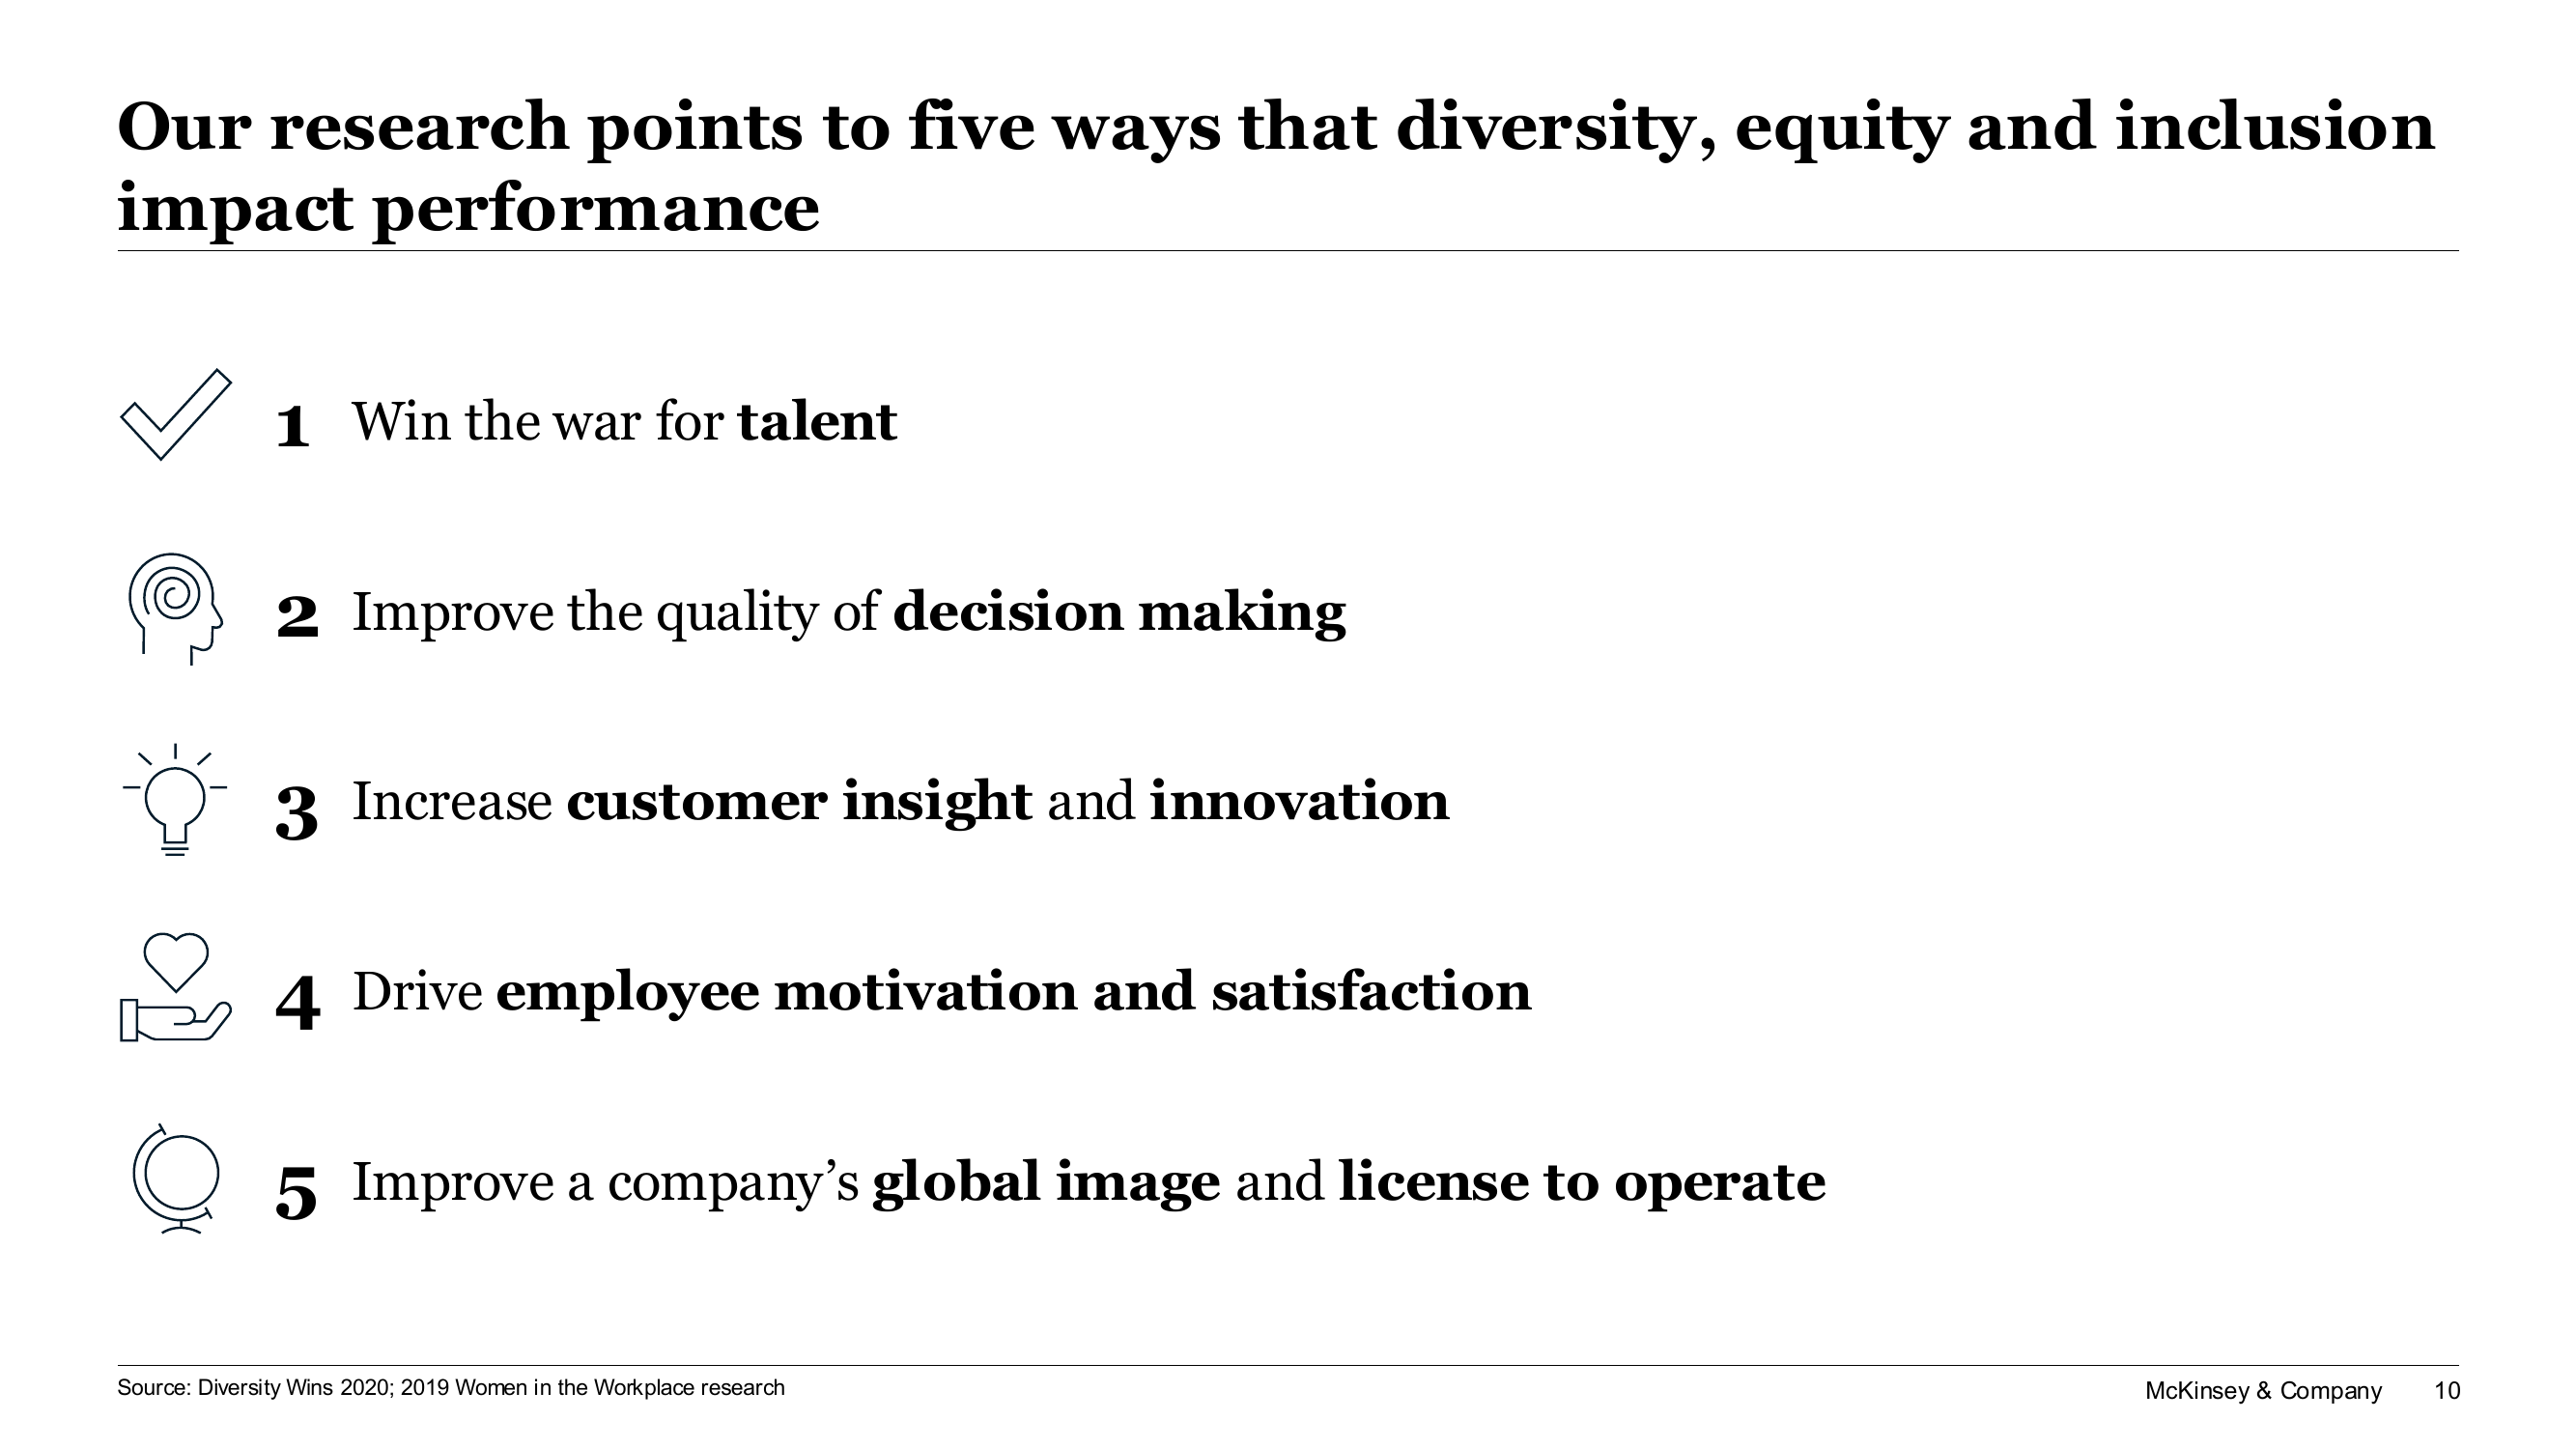 Our research points to five ways that diversity, equity and inclusion
impact performance
1 Win the war for talent
2 Improve the quality of decision making
3 Increase customer insight and innovation
4 Drive employee motivation and satisfaction
5 Improve a company’s global image and license to operate
Source: Diversity Wins 2020; 2019 Women in the Workplace research
McKinsey & Company 10